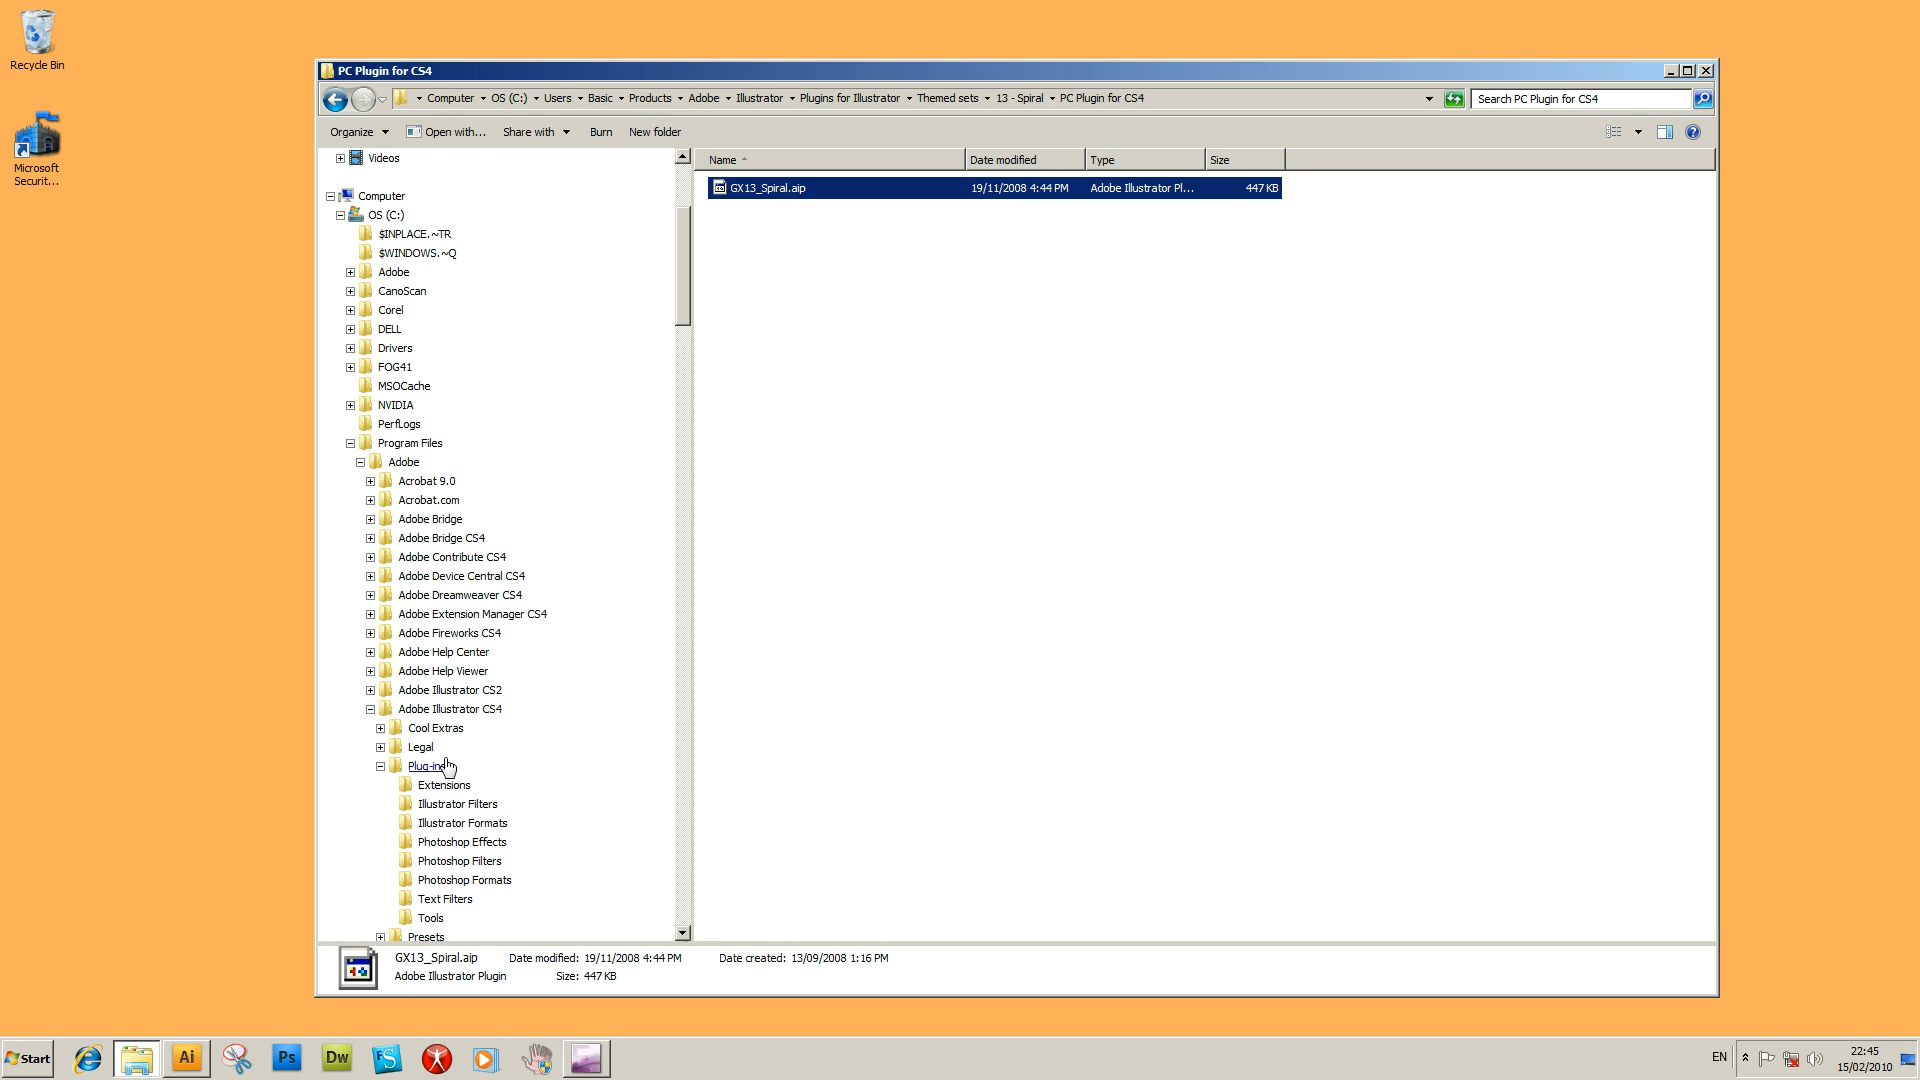 Recycle Bin
Microsoft
Securit...
PC Plugin for CS4
Computer OS (C:) Users Basic Products Adobe Illustrator Plugins for Illustrator Themed sets 13 - Spiral PC Plugin for CS4
Search PC Plugin for CS4
Organize Open with... Share with Burn New folder
Videos
Computer
OS (C:)
$INPLACE.~TR
$WINDOWS.~Q
Adobe
CanoScan
Corel
DELL
Drivers
FOG41
MSOCache
NVIDIA
PerfLogs
Program Files
Adobe
Acrobat 9.0
Acrobat.com
Adobe Bridge
Adobe Bridge CS4
Adobe Contribute CS4
Adobe Device Central CS4
Adobe Dreamweaver CS4
Adobe Extension Manager CS4
Adobe Fireworks CS4
Adobe Help Center
Adobe Help Viewer
Adobe Illustrator CS2
Adobe Illustrator CS4
Cool Extras
Legal
Plug-in
Extensions
Illustrator Filters
Illustrator Formats
Photoshop Effects
Photoshop Filters
Photoshop Formats
Text Filters
Tools
Presets
Name Date modified Type Size
GX13_Spiral.aip 19/11/2008 4:44 PM Adobe Illustrator Pl... 447 KB
GX13_Spiral.aip Date modified: 19/11/2008 4:44 PM Date created: 13/09/2008 1:16 PM
Adobe Illustrator Plugin Size: 447 KB
Start Ai Ps Dw FS EN 22:45
15/02/2010